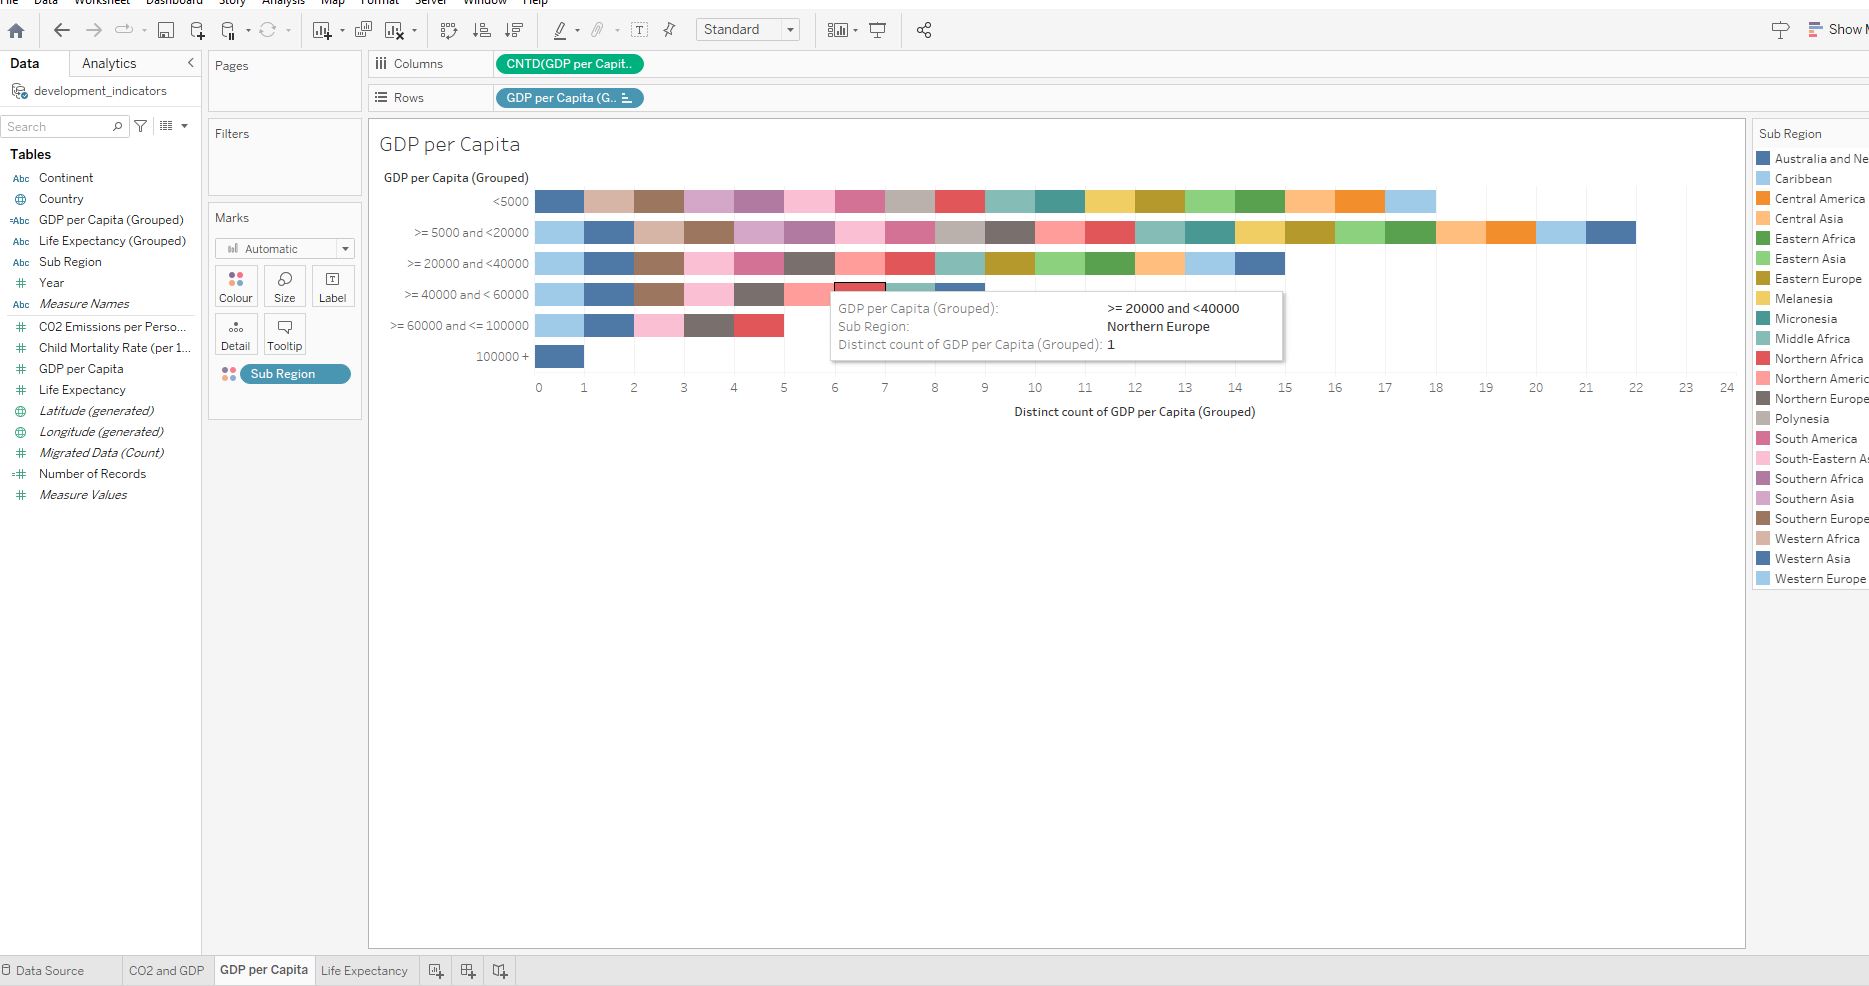 File Data Worksheet Dashboard Story Analysis Map Format Server Window Help
Standard
Show
Data Analytics
development_indicators
Search
Tables
Abc Continent
Country
=Abc GDP per Capita (Grouped)
Abc Life Expectancy (Grouped)
Abc Sub Region
# Year
Abc Measure Names
# CO2 Emissions per Perso...
# Child Mortality Rate (per 1...
# GDP per Capita
# Life Expectancy
Latitude (generated)
Longitude (generated)
# Migrated Data (Count)
=# Number of Records
# Measure Values
Pages
Filters
Marks
Automatic
Colour Size Label
Detail Tooltip
Sub Region
Columns CNTD(GDP per Capit..
Rows GDP per Capita (G..
GDP per Capita
GDP per Capita (Grouped)
<5000
>= 5000 and <20000
>= 20000 and <40000
>= 40000 and < 60000
>= 60000 and <= 100000
100000 +
GDP per Capita (Grouped): >= 20000 and <40000
Sub Region: Northern Europe
Distinct count of GDP per Capita (Grouped): 1
0 1 2 3 4 5 6 7 8 9 10 11 12 13 14 15 16 17 18 19 20 21 22 23 24
Distinct count of GDP per Capita (Grouped)
Sub Region
Australia and Ne
Caribbean
Central America
Central Asia
Eastern Africa
Eastern Asia
Eastern Europe
Melanesia
Micronesia
Middle Africa
Northern Africa
Northern Americ
Northern Europe
Polynesia
South America
South-Eastern As
Southern Africa
Southern Asia
Southern Europe
Western Africa
Western Asia
Western Europe
Data Source CO2 and GDP GDP per Capita Life Expectancy